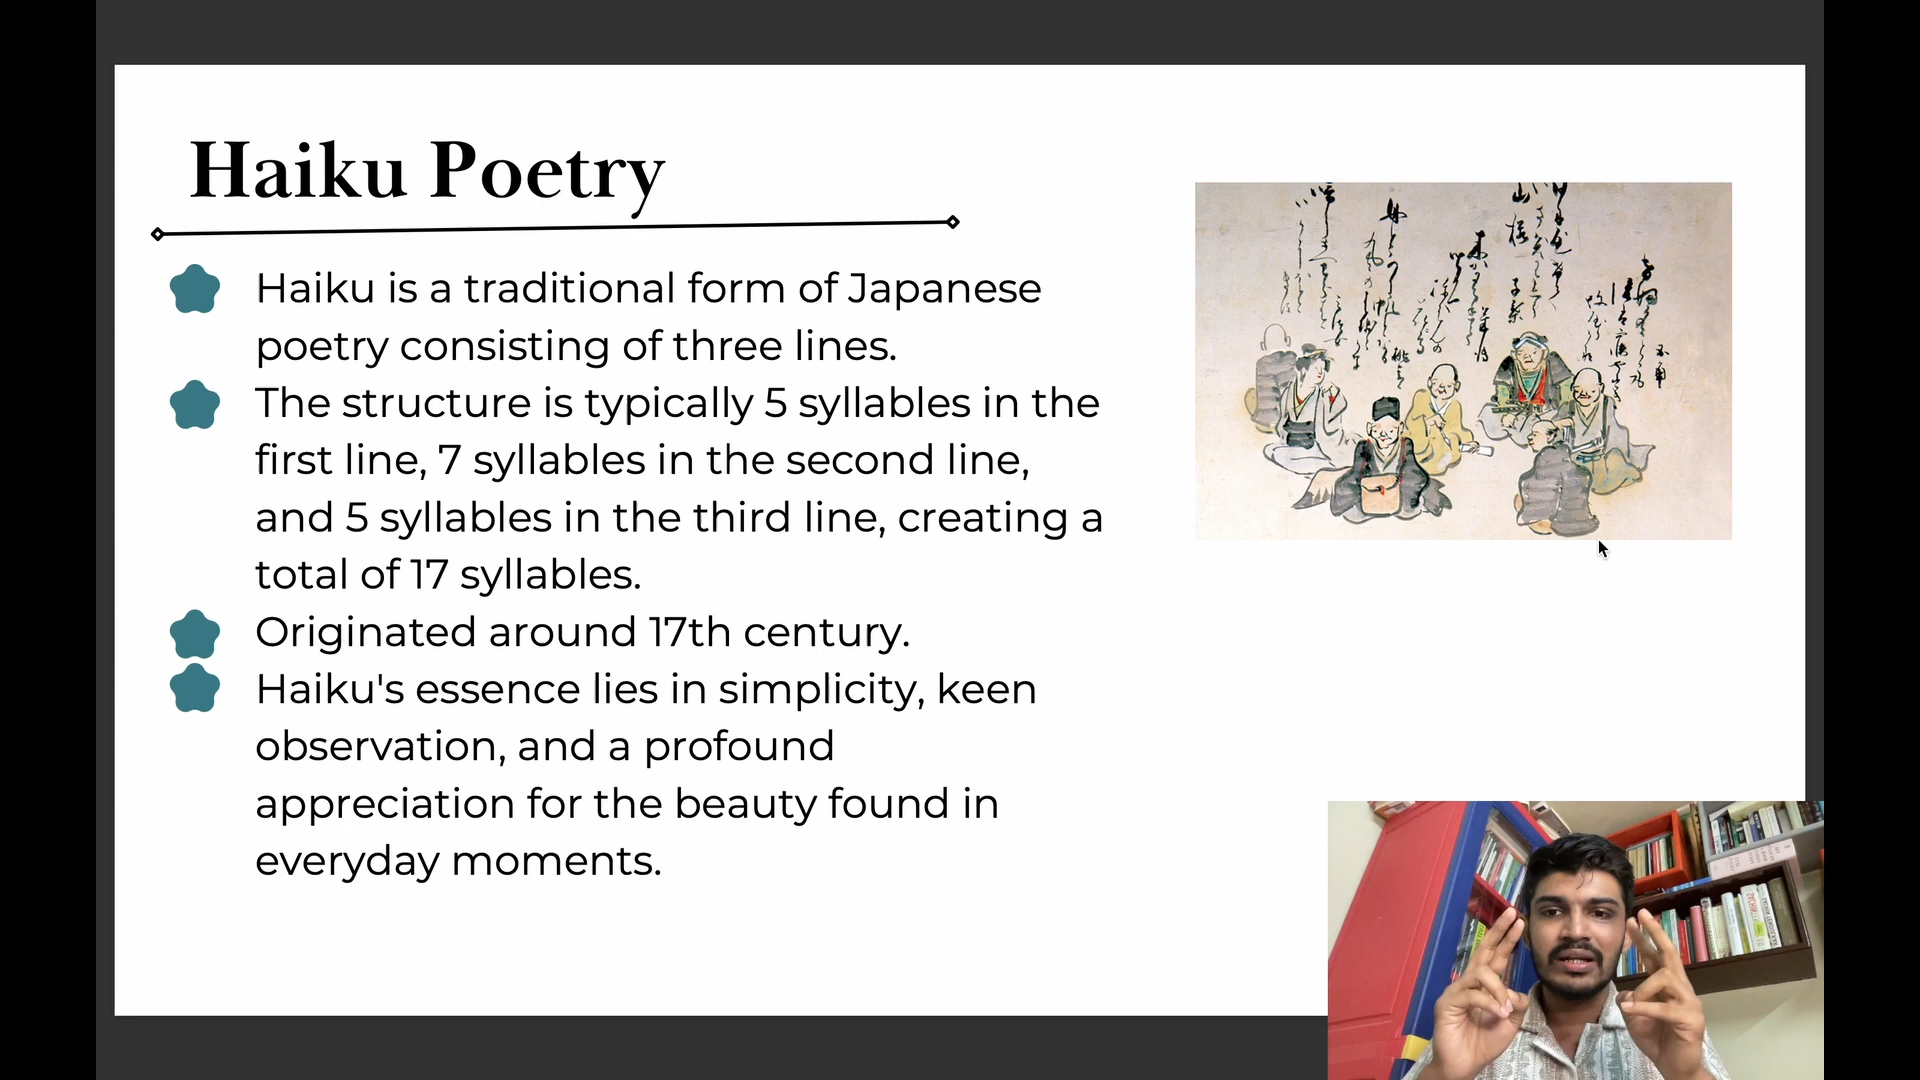 Haiku Poetry
Haiku is a traditional form of Japanese
poetry consisting of three lines.
The structure is typically 5 syllables in the
first line, 7 syllables in the second line,
and 5 syllables in the third line, creating a
total of 17 syllables.
Originated around 17th century.
Haiku's essence lies in simplicity, keen
observation, and a profound
appreciation for the beauty found in
everyday moments.